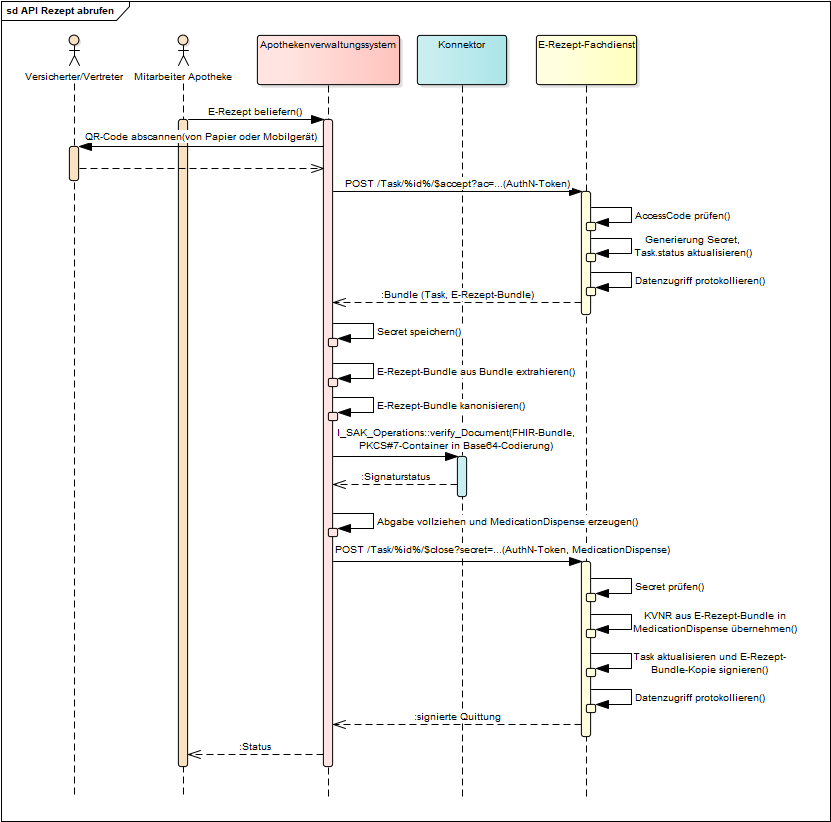 sd API Rezept abrufen
Versicherter/Vertreter
Mitarbeiter Apotheke
Apothekenverwaltungssystem
Konnektor
E-Rezept-Fachdienst
E-Rezept beliefern()
QR-Code abscannen(von Papier oder Mobilgerät)
POST /Task/%id%/$accept?ac=...(AuthN-Token)
AccessCode prüfen()
Generierung Secret,
Task.status aktualisieren()
Datenzugriff protokollieren()
:Bundle (Task, E-Rezept-Bundle)
Secret speichern()
E-Rezept-Bundle aus Bundle extrahieren()
E-Rezept-Bundle kanonisieren()
I_SAK_Operations::verify_Document(FHIR-Bundle,
PKCS#7-Container in Base64-Codierung)
:Signaturstatus
Abgabe vollziehen und MedicationDispense erzeugen()
POST /Task/%id%/$close?secret=...(AuthN-Token, MedicationDispense)
Secret prüfen()
KVNR aus E-Rezept-Bundle in
MedicationDispense übernehmen()
Task aktualisieren und E-Rezept-
Bundle-Kopie signieren()
Datenzugriff protokollieren()
:signierte Quittung
:Status